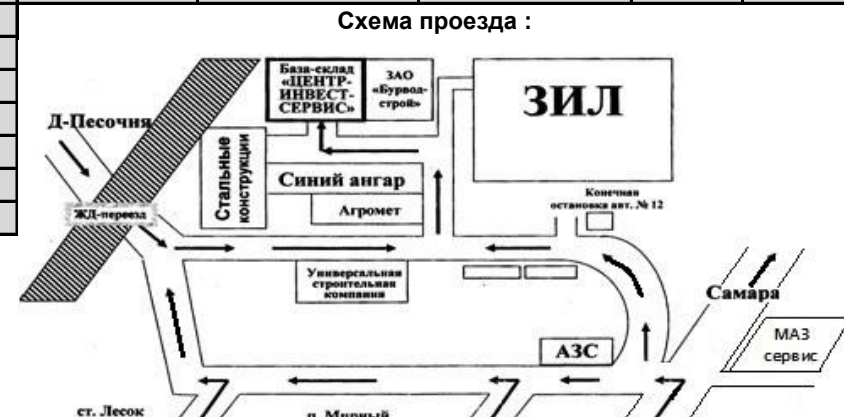 Схема проезда :
База-склад
«ЦЕНТР-
ИНВЕСТ-
СЕРВИС»
ЗАО
«Бурвод-
строй»
ЗИЛ
Д-Песочня
Стальные
конструкции
Синий ангар
Агромет
Конечная
остановка авт. № 12
ЖД-переезд
Универсальная
строительная
компания
Самара
АЗС
МАЗ
сервис
ст. Лесок
п. Мирный